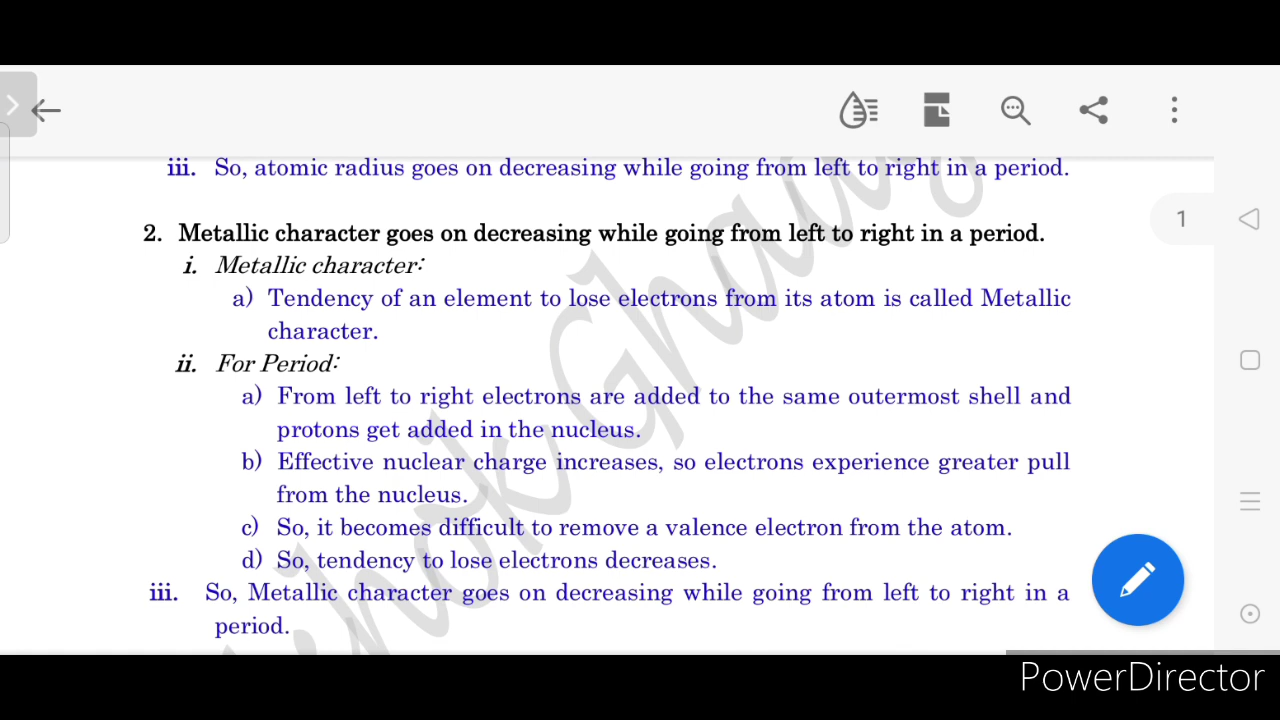 iii. So, atomic radius goes on decreasing while going from left to right in a period.
1
2. Metallic character goes on decreasing while going from left to right in a period.
i. Metallic character:
a) Tendency of an element to lose electrons from its atom is called Metallic
character.
ii. For Period:
a) From left to right electrons are added to the same outermost shell and
protons get added in the nucleus.
b) Effective nuclear charge increases, so electrons experience greater pull
from the nucleus.
c) So, it becomes difficult to remove a valence electron from the atom.
d) So, tendency to lose electrons decreases.
iii. So, Metallic character goes on decreasing while going from left to right in a
period.
PowerDirector